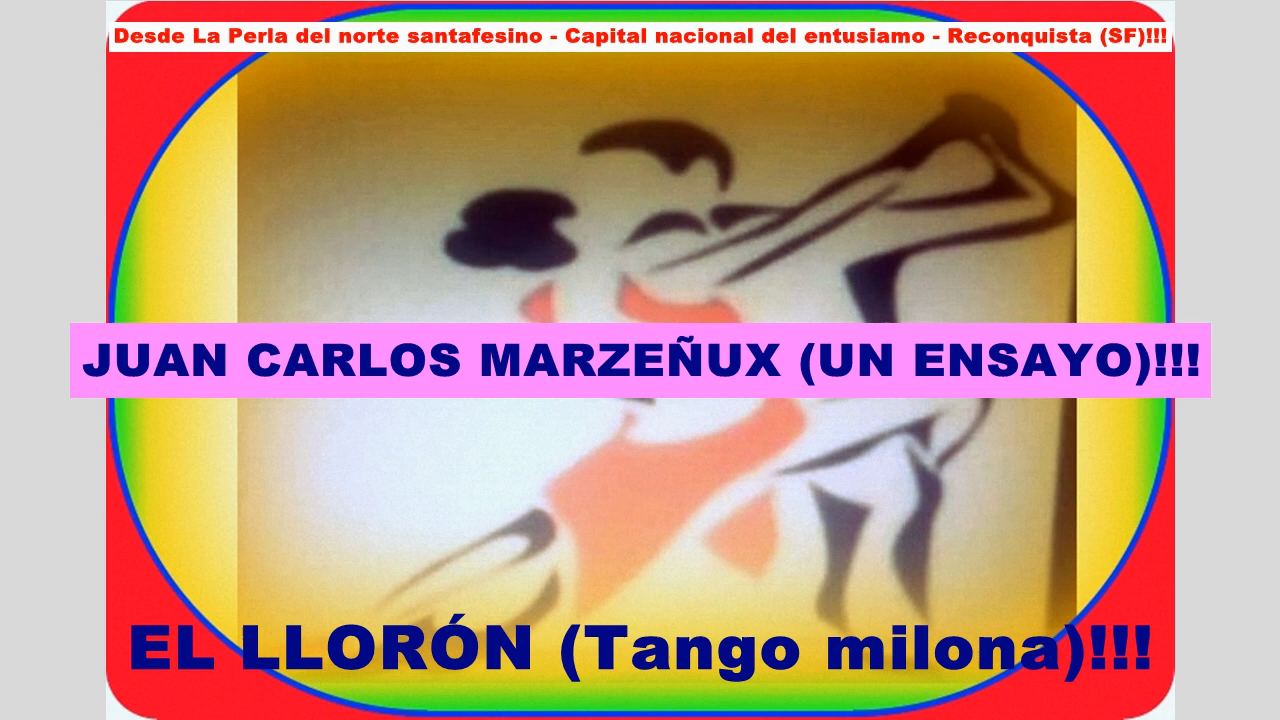 Desde La Perla del norte santafesino - Capital nacional del entusiamo - Reconquista (SF)!!!
JUAN CARLOS MARZEÑUX (UN ENSAYO)!!!
EL LLORÓN (Tango milona)!!!